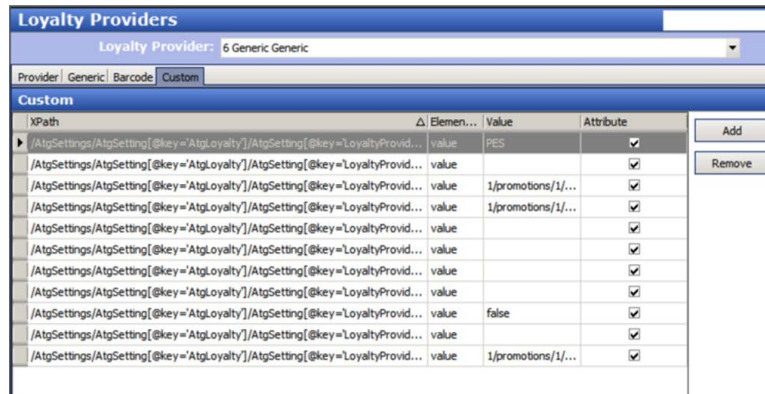 Loyalty Providers
Loyalty Provider: 6 Generic Generic
Provider Generic Barcode Custom
Custom
XPath Elemen... Value Attribute
Add
/AtgSettings/AtgSetting[@key='AtgLoyalty']/AtgSetting[@key='LoyaltyProvid... value PES
/AtgSettings/AtgSetting[@key='AtgLoyalty']/AtgSetting[@key='LoyaltyProvid... value
Remove
/AtgSettings/AtgSetting[@key='AtgLoyalty']/AtgSetting[@key='LoyaltyProvid... value 1/promotions/1/...
/AtgSettings/AtgSetting[@key='AtgLoyalty']/AtgSetting[@key='LoyaltyProvid... value 1/promotions/1/...
/AtgSettings/AtgSetting[@key='AtgLoyalty']/AtgSetting[@key='LoyaltyProvid... value
/AtgSettings/AtgSetting[@key='AtgLoyalty']/AtgSetting[@key='LoyaltyProvid... value
/AtgSettings/AtgSetting[@key='AtgLoyalty']/AtgSetting[@key='LoyaltyProvid... value
/AtgSettings/AtgSetting[@key='AtgLoyalty']/AtgSetting[@key='LoyaltyProvid... value
/AtgSettings/AtgSetting[@key='AtgLoyalty']/AtgSetting[@key='LoyaltyProvid... value false
/AtgSettings/AtgSetting[@key='AtgLoyalty']/AtgSetting[@key='LoyaltyProvid... value
/AtgSettings/AtgSetting[@key='AtgLoyalty']/AtgSetting[@key='LoyaltyProvid... value 1/promotions/1/...